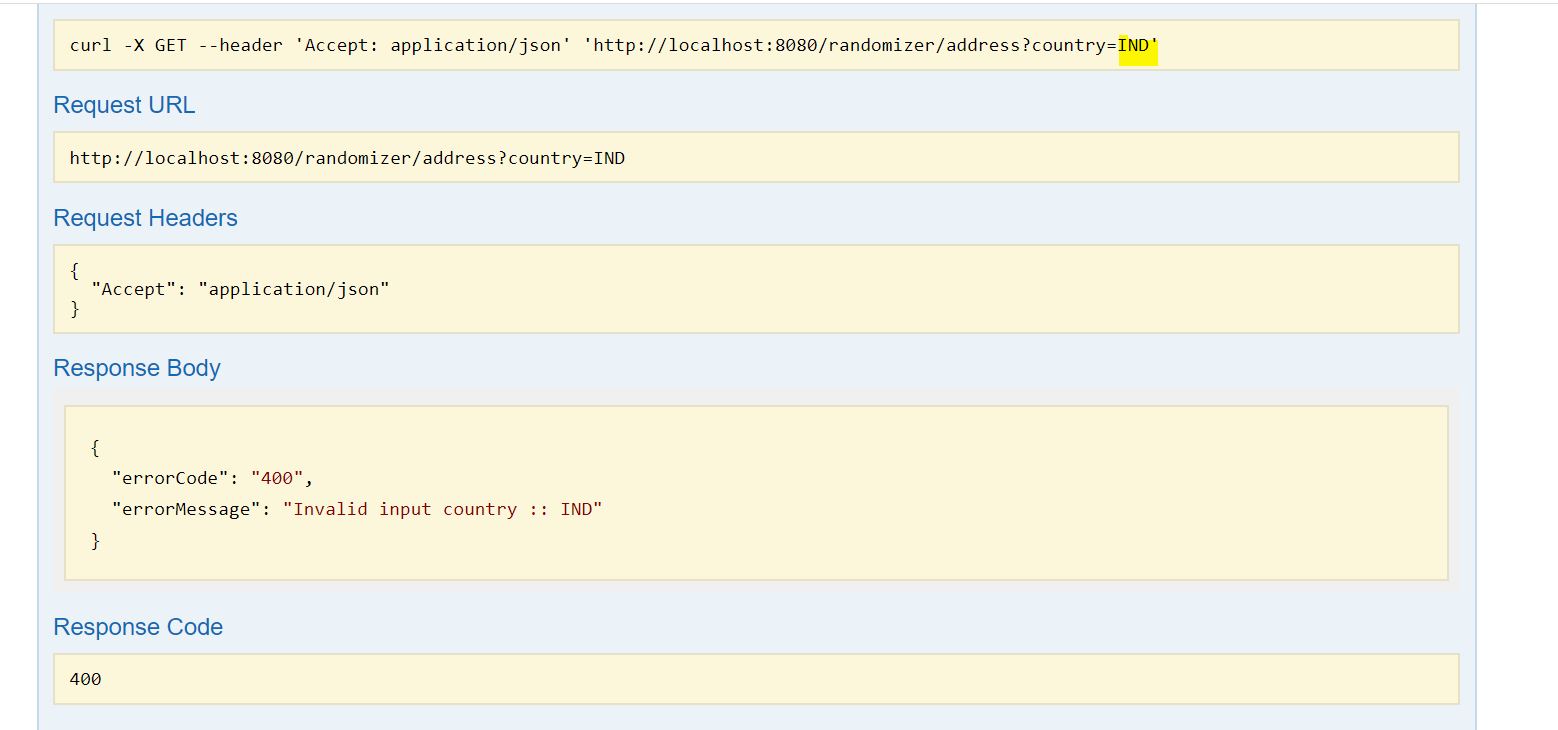 curl -X GET --header 'Accept: application/json' 'http://localhost:8080/randomizer/address?country=IND'
Request URL
http://localhost:8080/randomizer/address?country=IND
Request Headers
{
  "Accept": "application/json"
}
Response Body
{
  "errorCode": "400",
  "errorMessage": "Invalid input country :: IND"
}
Response Code
400